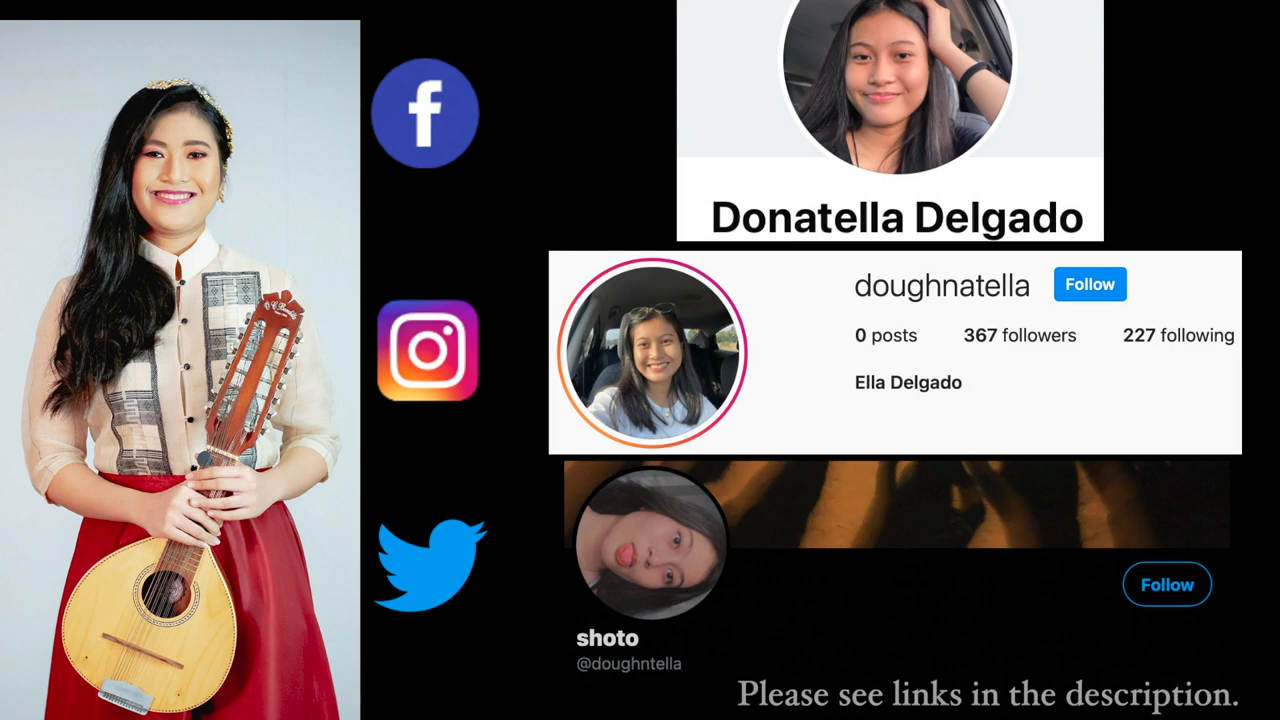 Donatella Delgado
doughnatella Follow
0 posts 367 followers 227 following
Ella Delgado
Follow
shoto
@doughntella
Please see links in the description.